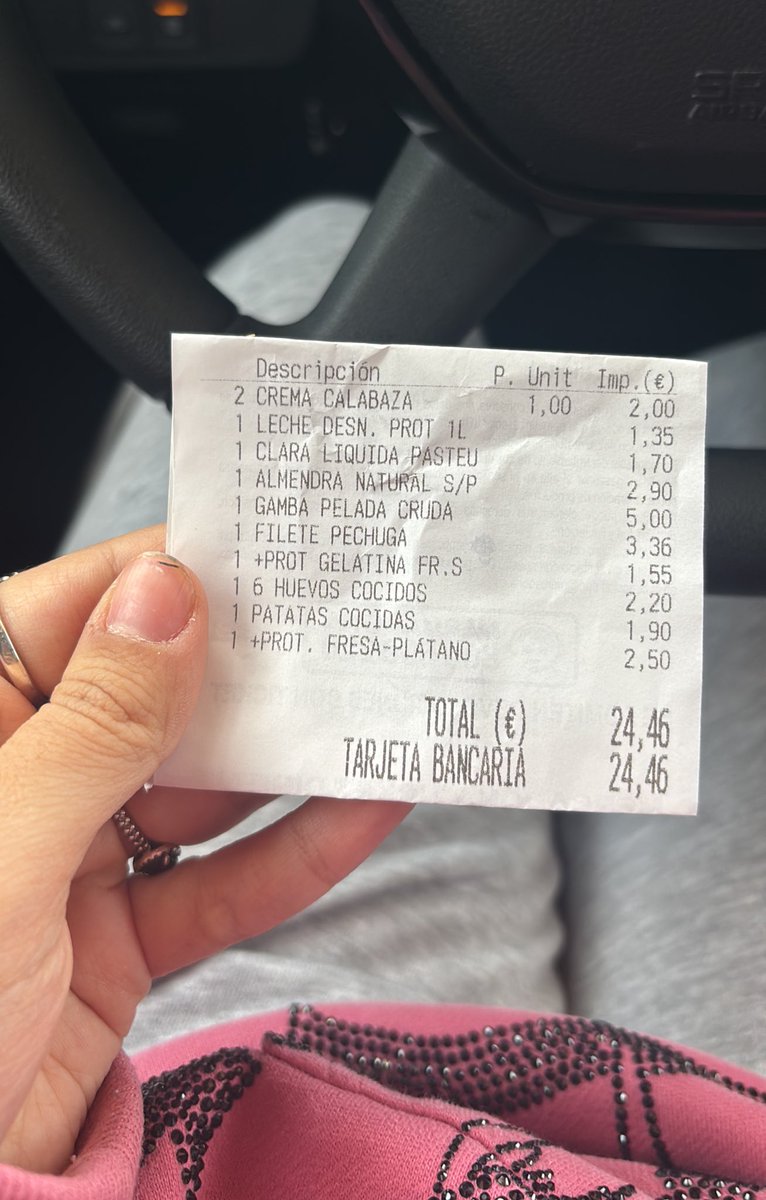 Descripción P. Unit Imp.(€)
2 CREMA CALABAZA 1,00 2,00
1 LECHE DESN. PROT 1L 1,35
1 CLARA LIQUIDA PASTEU 1,70
1 ALMENDRA NATURAL S/P 2,90
1 GAMBA PELADA CRUDA 5,00
1 FILETE PECHUGA 3,36
1 +PROT GELATINA FR.S 1,55
1 6 HUEVOS COCIDOS 2,20
1 PATATAS COCIDAS 1,90
1 +PROT. FRESA-PLÁTANO 2,50
TOTAL (€) 24,46
TARJETA BANCARIA 24,46